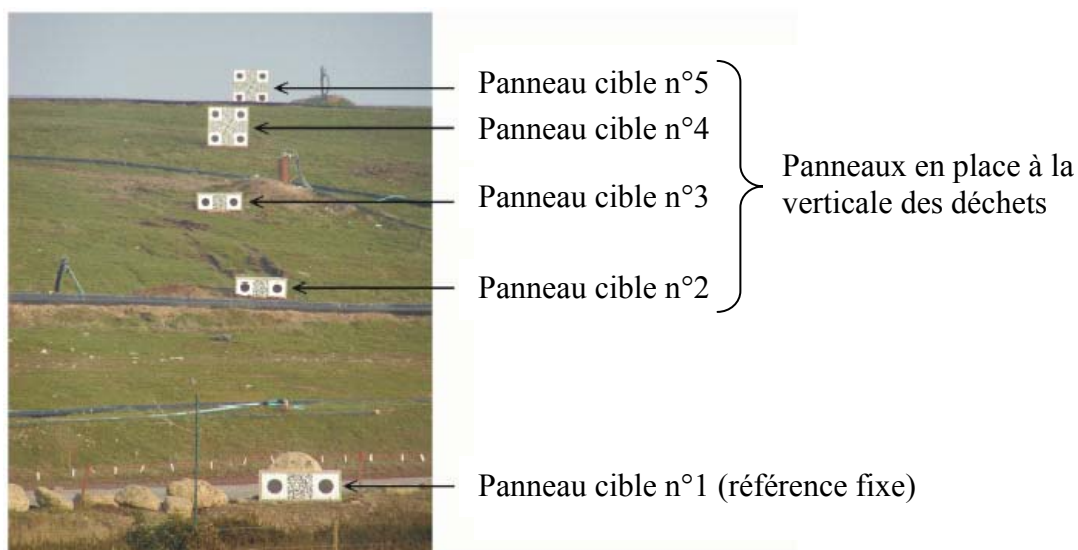 Panneau cible n°5
Panneau cible n°4
Panneau cible n°3
Panneau cible n°2
Panneaux en place à la
verticale des déchets
Panneau cible n°1 (référence fixe)